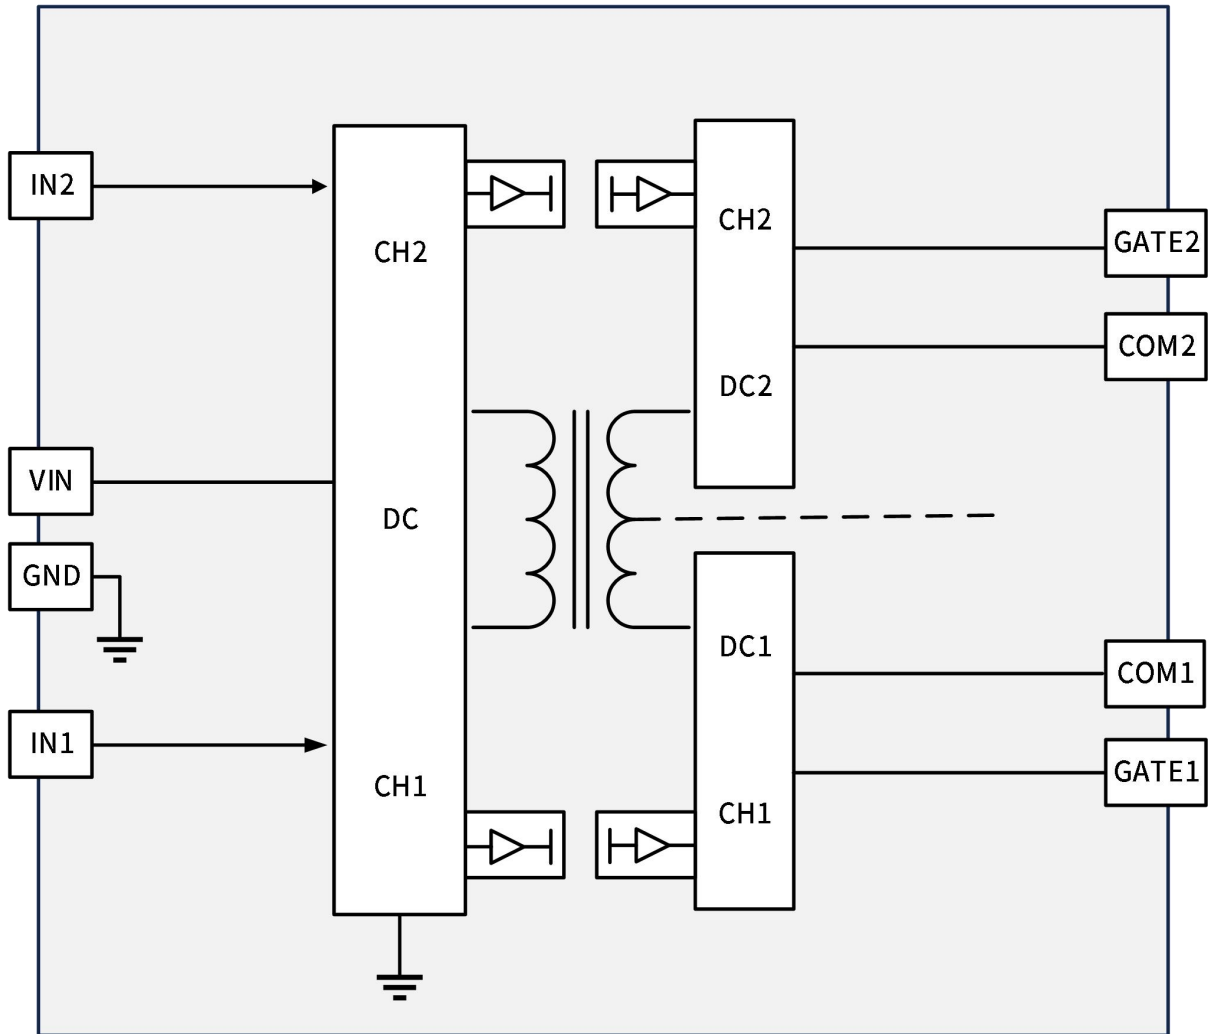 IN2
CH2
CH2
GATE2
COM2
DC2
VIN
DC
GND
DC1
COM1
IN1
CH1
CH1
GATE1